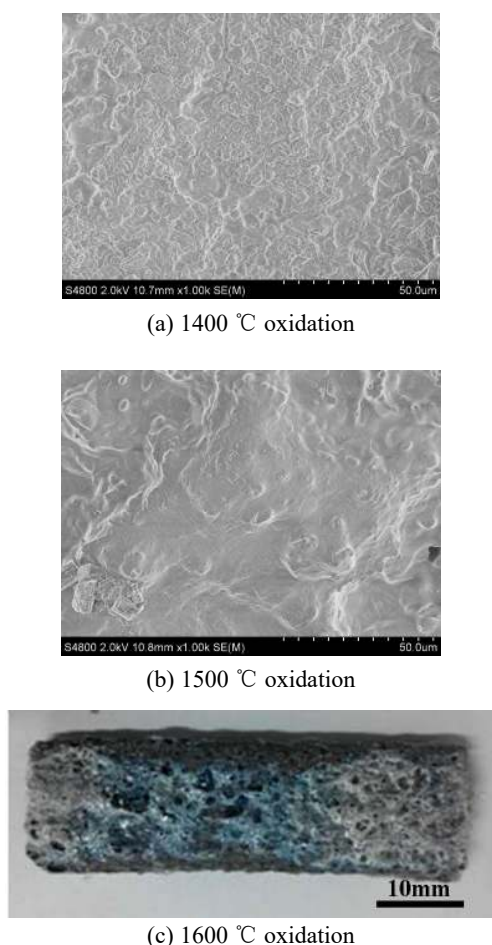 S4800 2.0kV 10.7mm x1.00k SE(M) 50.0um
(a) 1400 ℃ oxidation
S4800 2.0kV 10.8mm x1.00k SE(M) 50.0um
(b) 1500 ℃ oxidation
10mm
(c) 1600 ℃ oxidation